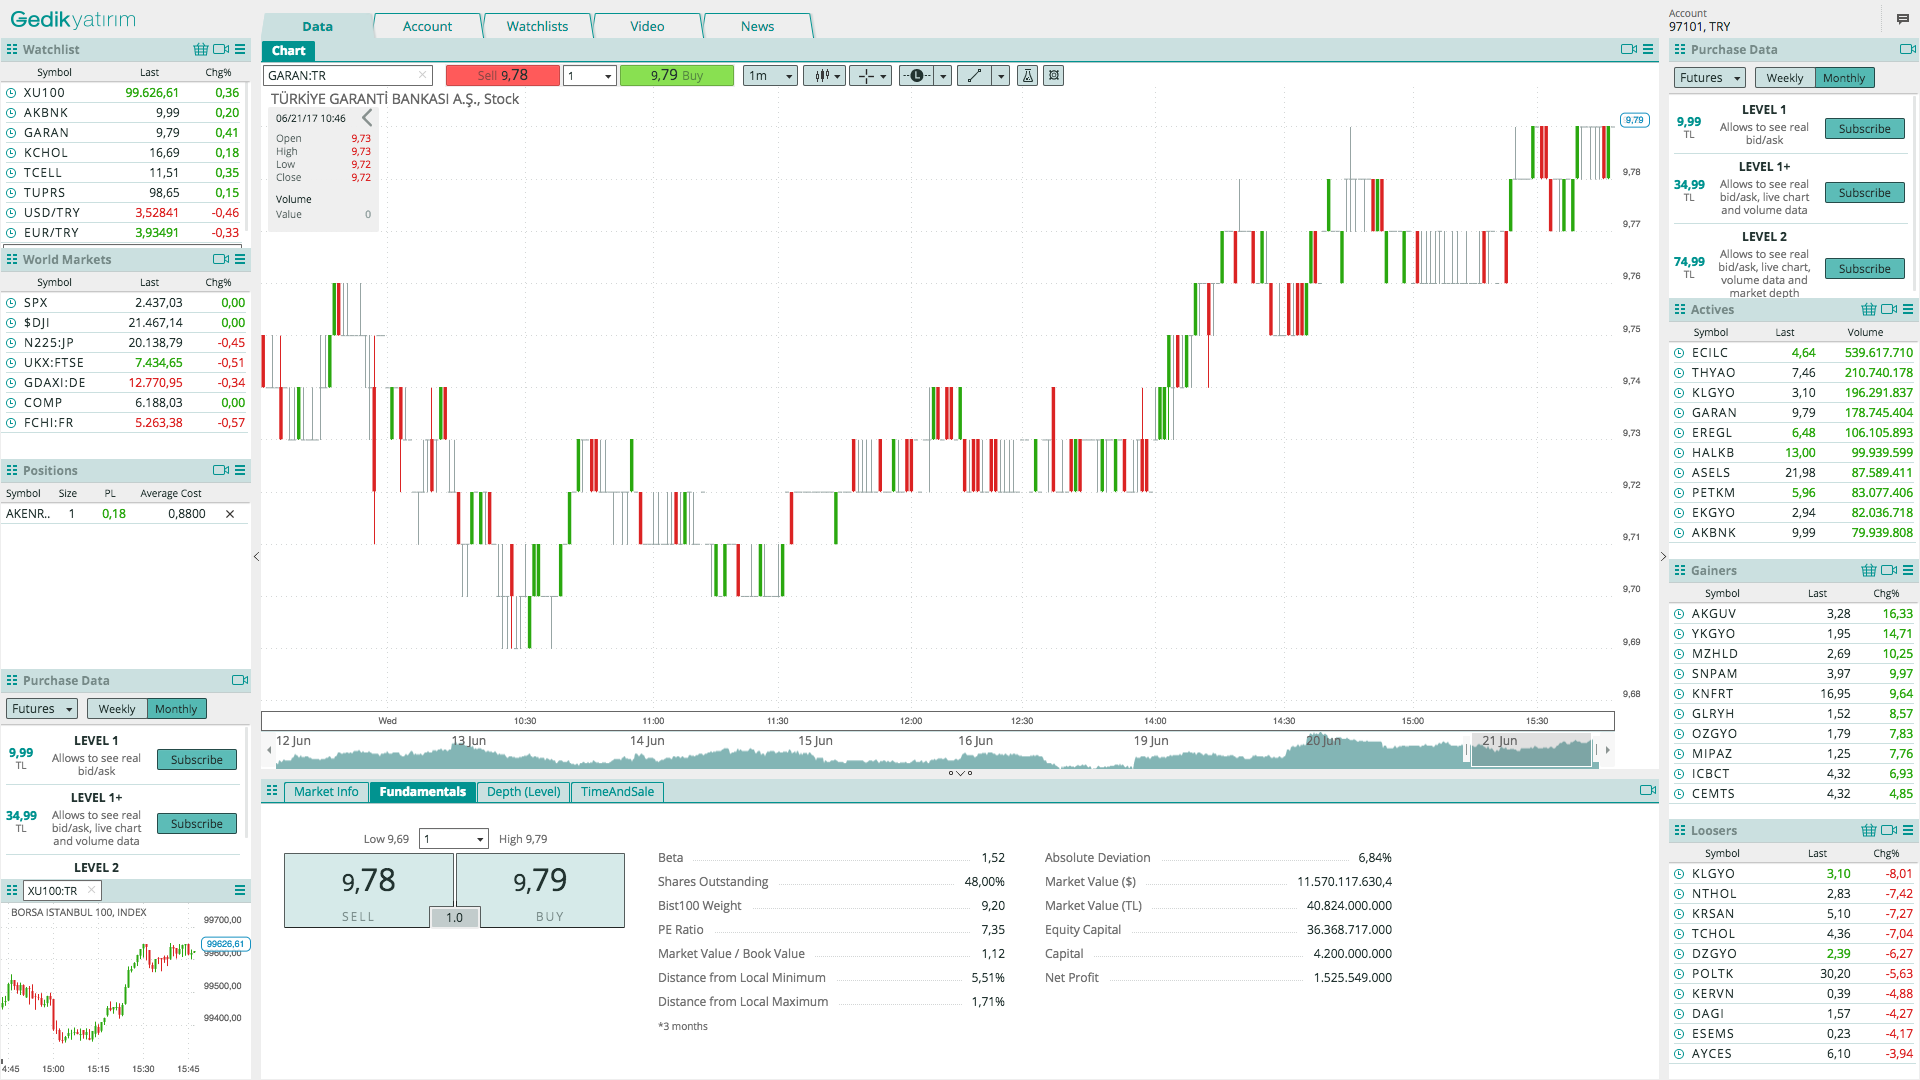 Gedik yatırım
Data
Account
Watchlists
Video
News
Account
97101, TRY
Watchlist
Symbol Last Chg%
XU100 99.626,61 0,36
AKBNK 9,99 0,20
GARAN 9,79 0,41
KCHOL 16,69 0,18
TCELL 11,51 0,35
TUPRS 98,65 0,15
USD/TRY 3,52841 -0,46
EUR/TRY 3,93491 -0,33
World Markets
Symbol Last Chg%
SPX 2.437,03 0,00
$DJI 21.467,14 0,00
N225:JP 20.138,79 -0,45
UKX:FTSE 7.434,65 -0,51
GDAXI:DE 12.770,95 -0,34
COMP 6.188,03 0,00
FCHI:FR 5.263,38 -0,57
Positions
Symbol Size PL Average Cost
AKENR.. 1 0,18 0,8800
Purchase Data
Futures Weekly Monthly
LEVEL 1
9,99 TL
Allows to see real
bid/ask
Subscribe
LEVEL 1+
34,99 TL
Allows to see real
bid/ask, live chart
and volume data
Subscribe
LEVEL 2
XU100:TR
BORSA ISTANBUL 100, INDEX
99700,00
99626,61
99600,00
99500,00
99400,00
4:45 15:00 15:15 15:30 15:45
Chart
GARAN:TR
Sell 9,78
1
9,79 Buy
1m
L
TÜRKİYE GARANTİ BANKASI A.Ş., Stock
06/21/17 10:46
Open 9,73
High 9,73
Low 9,72
Close 9,72
Volume
Value 0
9,79
9,78
9,77
9,76
9,75
9,74
9,73
9,72
9,71
9,70
9,69
9,68
Wed 10:30 11:00 11:30 12:00 12:30 14:00 14:30 15:00 15:30
12 Jun 13 Jun 14 Jun 15 Jun 16 Jun 19 Jun 20 Jun 21 Jun
Market Info
Fundamentals
Depth (Level)
TimeAndSale
Low 9,69 1 High 9,79
9,78
SELL
1.0
9,79
BUY
Beta 1,52
Shares Outstanding 48,00%
Bist100 Weight 9,20
PE Ratio 7,35
Market Value / Book Value 1,12
Distance from Local Minimum 5,51%
Distance from Local Maximum 1,71%
*3 months
Absolute Deviation 6,84%
Market Value ($) 11.570.117.630,4
Market Value (TL) 40.824.000.000
Equity Capital 36.368.717.000
Capital 4.200.000.000
Net Profit 1.525.549.000
Purchase Data
Futures Weekly Monthly
LEVEL 1
9,99 TL
Allows to see real
bid/ask
Subscribe
LEVEL 1+
34,99 TL
Allows to see real
bid/ask, live chart
and volume data
Subscribe
LEVEL 2
74,99 TL
Allows to see real
bid/ask, live chart,
volume data and
market depth
Subscribe
Actives
Symbol Last Volume
ECILC 4,64 539.617.710
THYAO 7,46 210.740.178
KLGYO 3,10 196.291.837
GARAN 9,79 178.745.404
EREGL 6,48 106.105.893
HALKB 13,00 99.939.599
ASELS 21,98 87.589.411
PETKM 5,96 83.077.406
EKGYO 2,94 82.036.718
AKBNK 9,99 79.939.808
Gainers
Symbol Last Chg%
AKGUV 3,28 16,33
YKGYO 1,95 14,71
MZHLD 2,69 10,25
SNPAM 3,97 9,97
KNFRT 16,95 9,64
GLRYH 1,52 8,57
OZGYO 1,79 7,83
MIPAZ 1,25 7,76
ICBCT 4,32 6,93
CEMTS 4,32 4,85
Loosers
Symbol Last Chg%
KLGYO 3,10 -8,01
NTHOL 2,83 -7,42
KRSAN 5,10 -7,27
TCHOL 4,36 -7,04
DZGYO 2,39 -6,27
POLTK 30,20 -5,63
KERVN 0,39 -4,88
DAGI 1,57 -4,27
ESEMS 0,23 -4,17
AYCES 6,10 -3,94